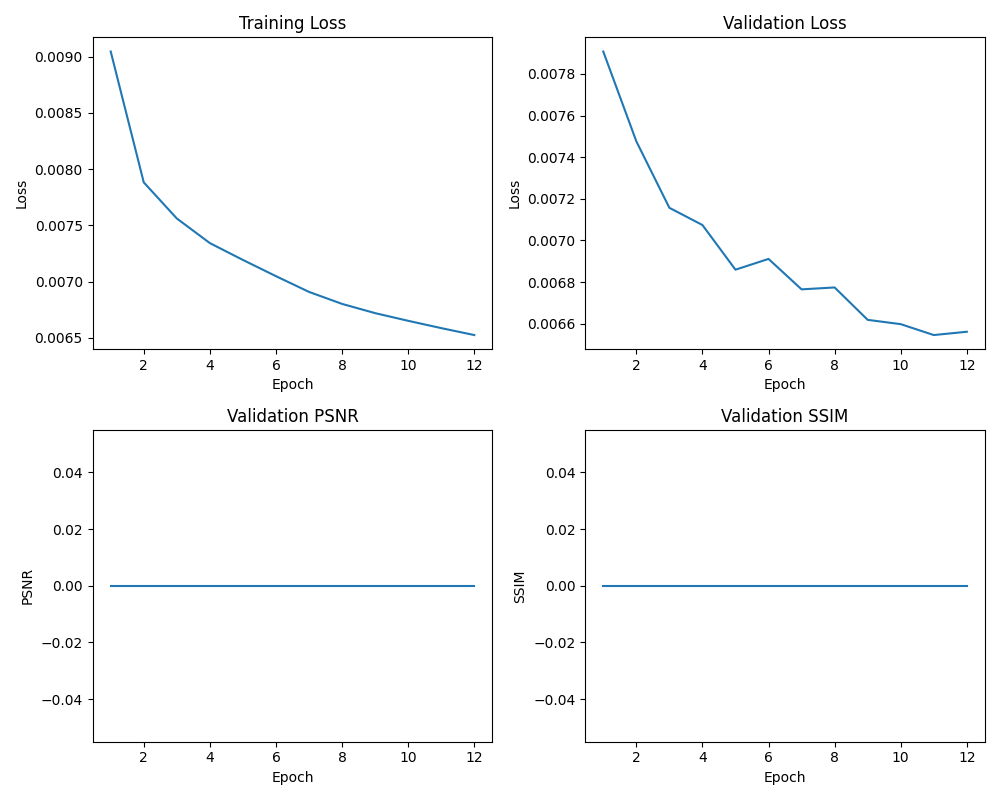 Training Loss
0.0090
0.0085
0.0080
0.0075
0.0070
0.0065
Loss
2 4 6 8 10 12
Epoch
Validation Loss
0.0078
0.0076
0.0074
0.0072
0.0070
0.0068
0.0066
Loss
2 4 6 8 10 12
Epoch
Validation PSNR
0.04
0.02
0.00
−0.02
−0.04
PSNR
2 4 6 8 10 12
Epoch
Validation SSIM
0.04
0.02
0.00
−0.02
−0.04
SSIM
2 4 6 8 10 12
Epoch